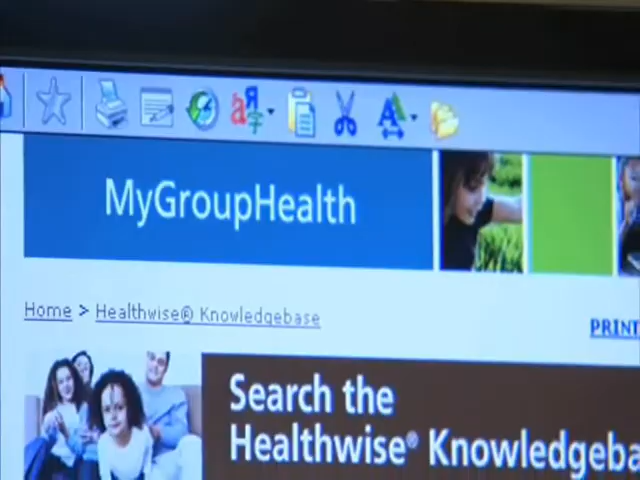 MyGroupHealth
Home > Healthwise® Knowledgebase
PRINT
Search the
Healthwise® Knowledgeba